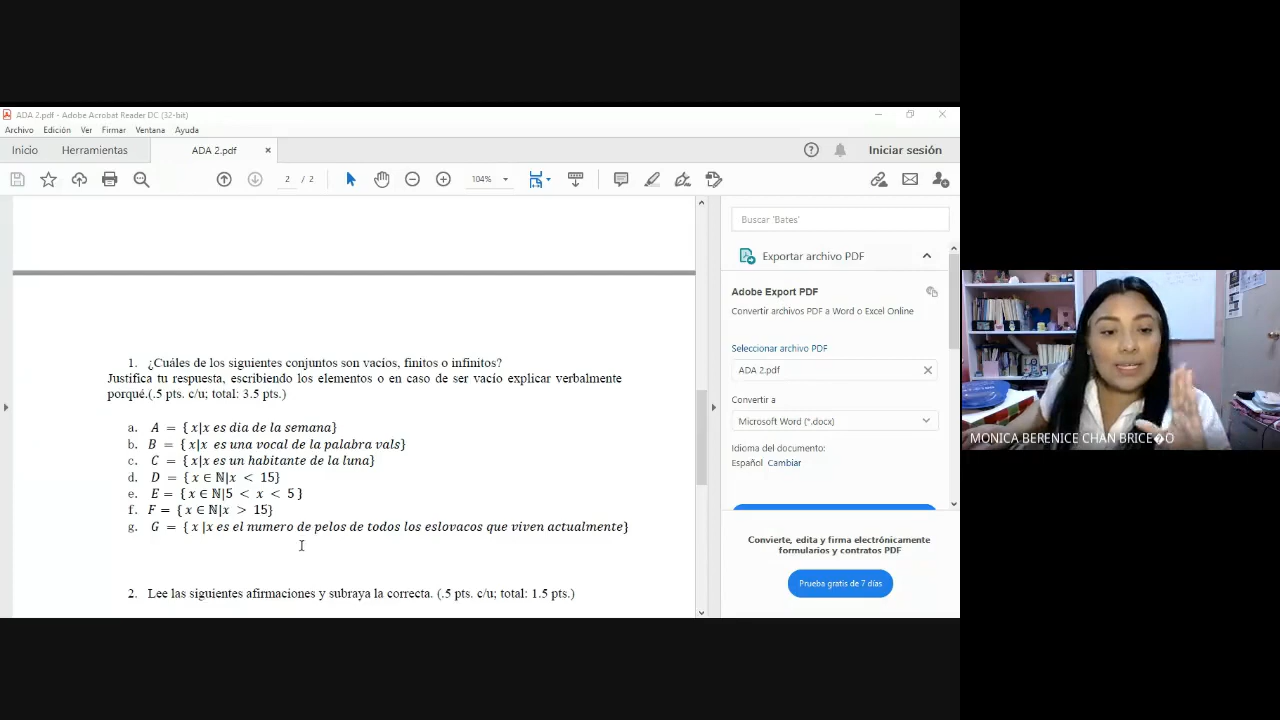 ADA 2.pdf - Adobe Acrobat Reader DC (32-bit)
Archivo Edición Ver Firmar Ventana Ayuda
Inicio Herramientas ADA 2.pdf × Iniciar sesión
2 / 2 104%
1. ¿Cuáles de los siguientes conjuntos son vacíos, finitos o infinitos?
Justifica tu respuesta, escribiendo los elementos o en caso de ser vacío explicar verbalmente
porqué.(.5 pts. c/u; total: 3.5 pts.)
a. A = { x|x es dia de la semana}
b. B = { x|x es una vocal de la palabra vals}
c. C = { x|x es un habitante de la luna}
d. D = { x ∈ ℕ|x < 15}
e. E = { x ∈ ℕ|5 < x < 5 }
f. F = { x ∈ ℕ|x > 15}
g. G = { x |x es el numero de pelos de todos los eslovacos que viven actualmente}
2. Lee las siguientes afirmaciones y subraya la correcta. (.5 pts. c/u; total: 1.5 pts.)
Buscar 'Bates'
Exportar archivo PDF
Adobe Export PDF
Convertir archivos PDF a Word o Excel Online
Seleccionar archivo PDF
ADA 2.pdf
Convertir a
Microsoft Word (*.docx)
Idioma del documento:
Español Cambiar
Convierte, edita y firma electrónicamente
formularios y contratos PDF
Prueba gratis de 7 días
MONICA BERENICE CHAN BRICE�O